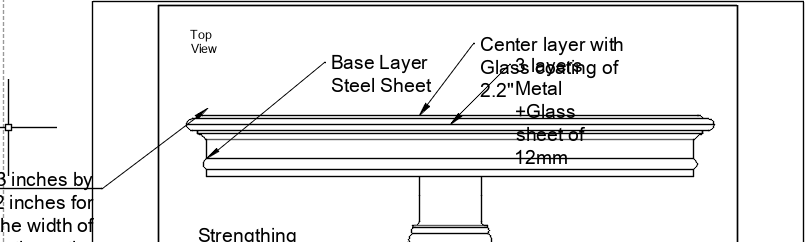 Top
View
Base Layer
Steel Sheet
Center layer with
Glass coating of
2.2"
3 layers
Metal
+Glass
sheet of
12mm
3 inches by
2 inches for
he width of
Strengthing